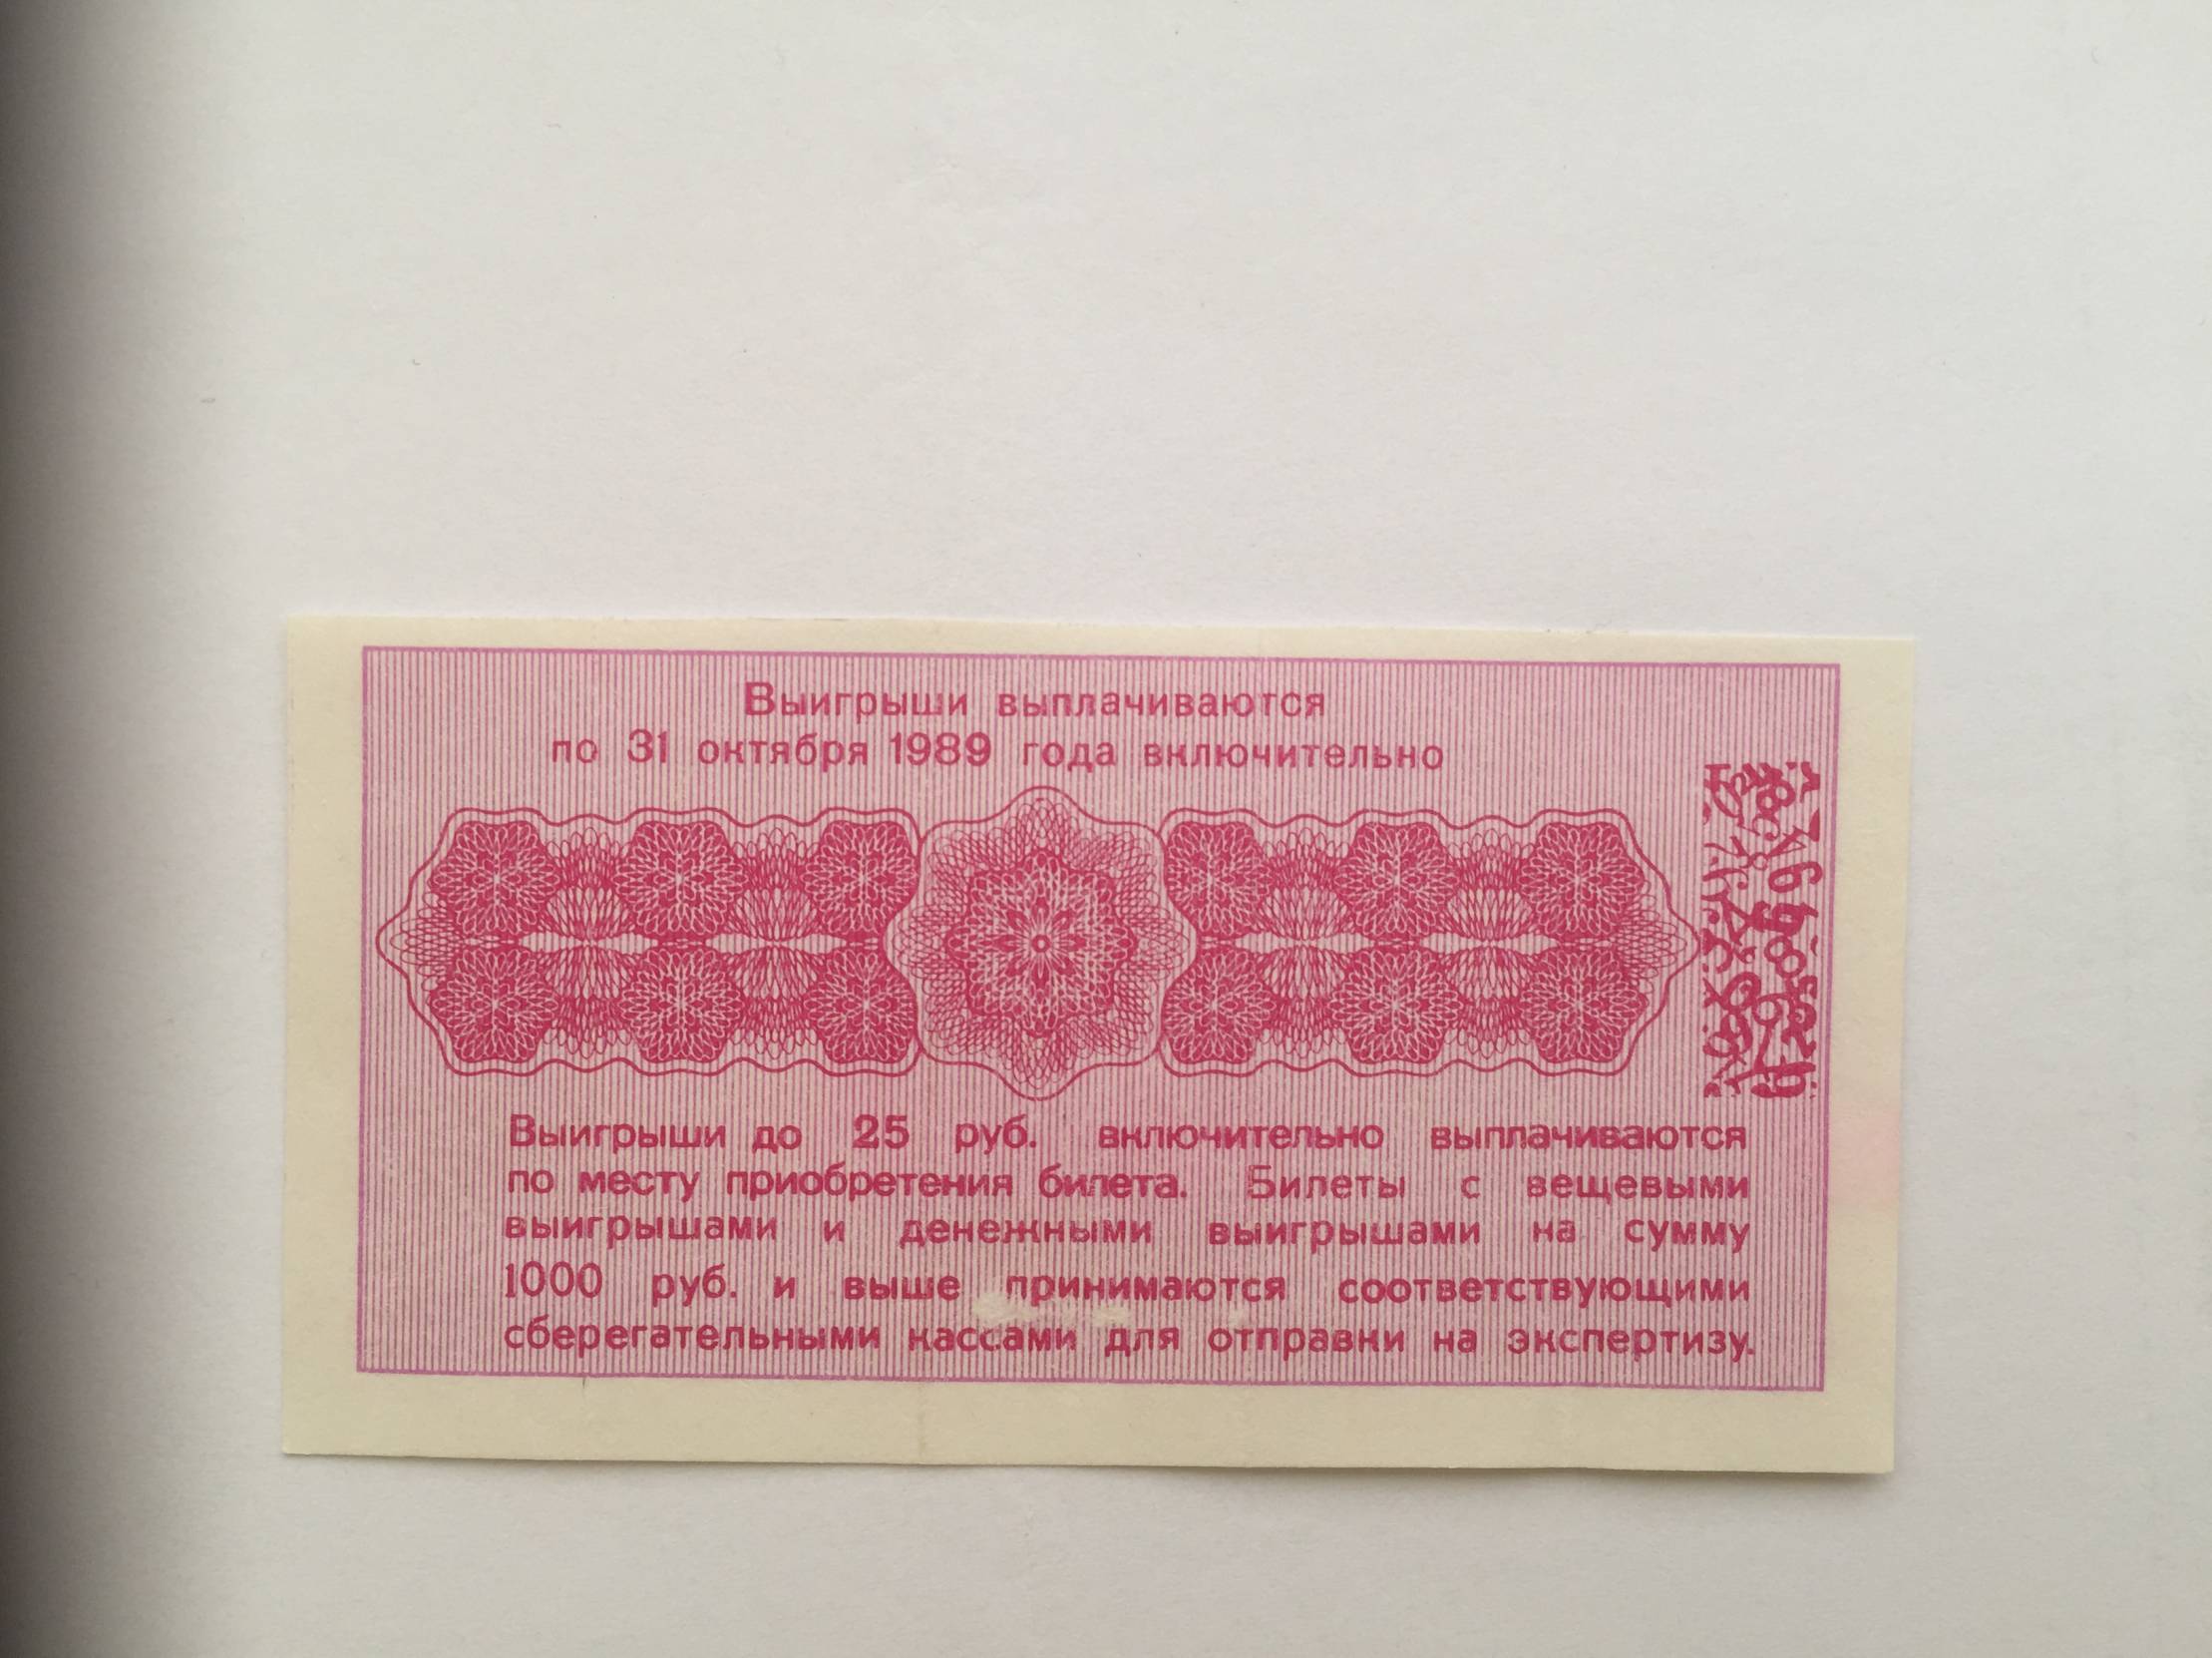 Выигрыши выплачиваются
по 31 октября 1989 года включительно
Выигрыши до 25 руб. включительно выплачиваются
по месту приобретения билета. Билеты с вещевыми
выигрышами и денежными выигрышами на сумму
1000 руб. и выше принимаются соответствующими
сберегательными кассами для отправки на экспертизу.